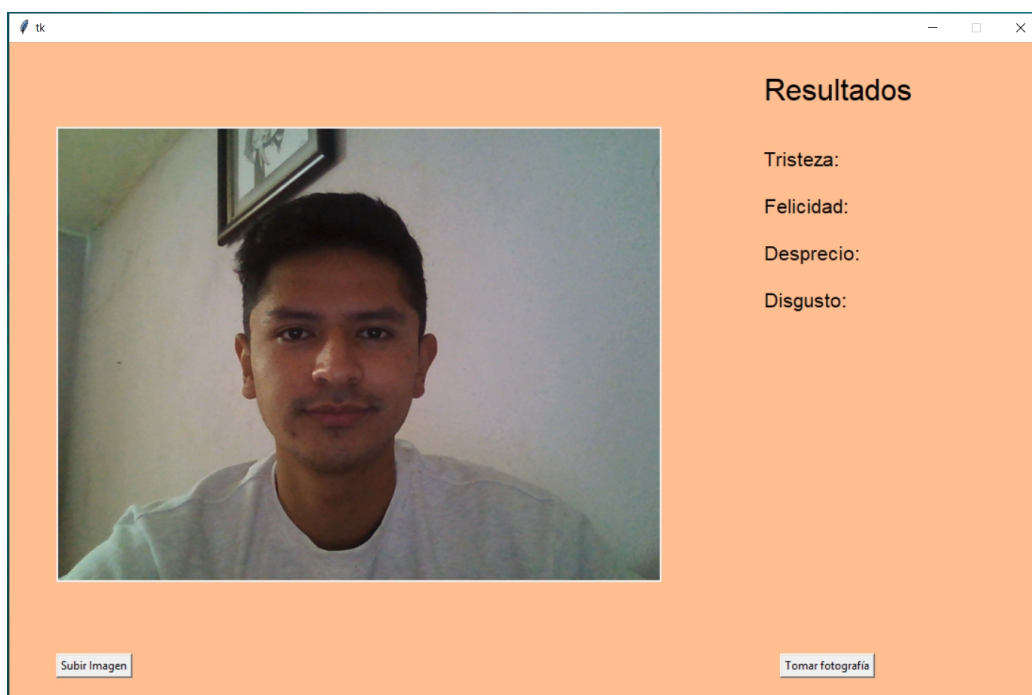 tk
Resultados
Tristeza:
Felicidad:
Desprecio:
Disgusto:
Subir Imagen
Tomar fotografía